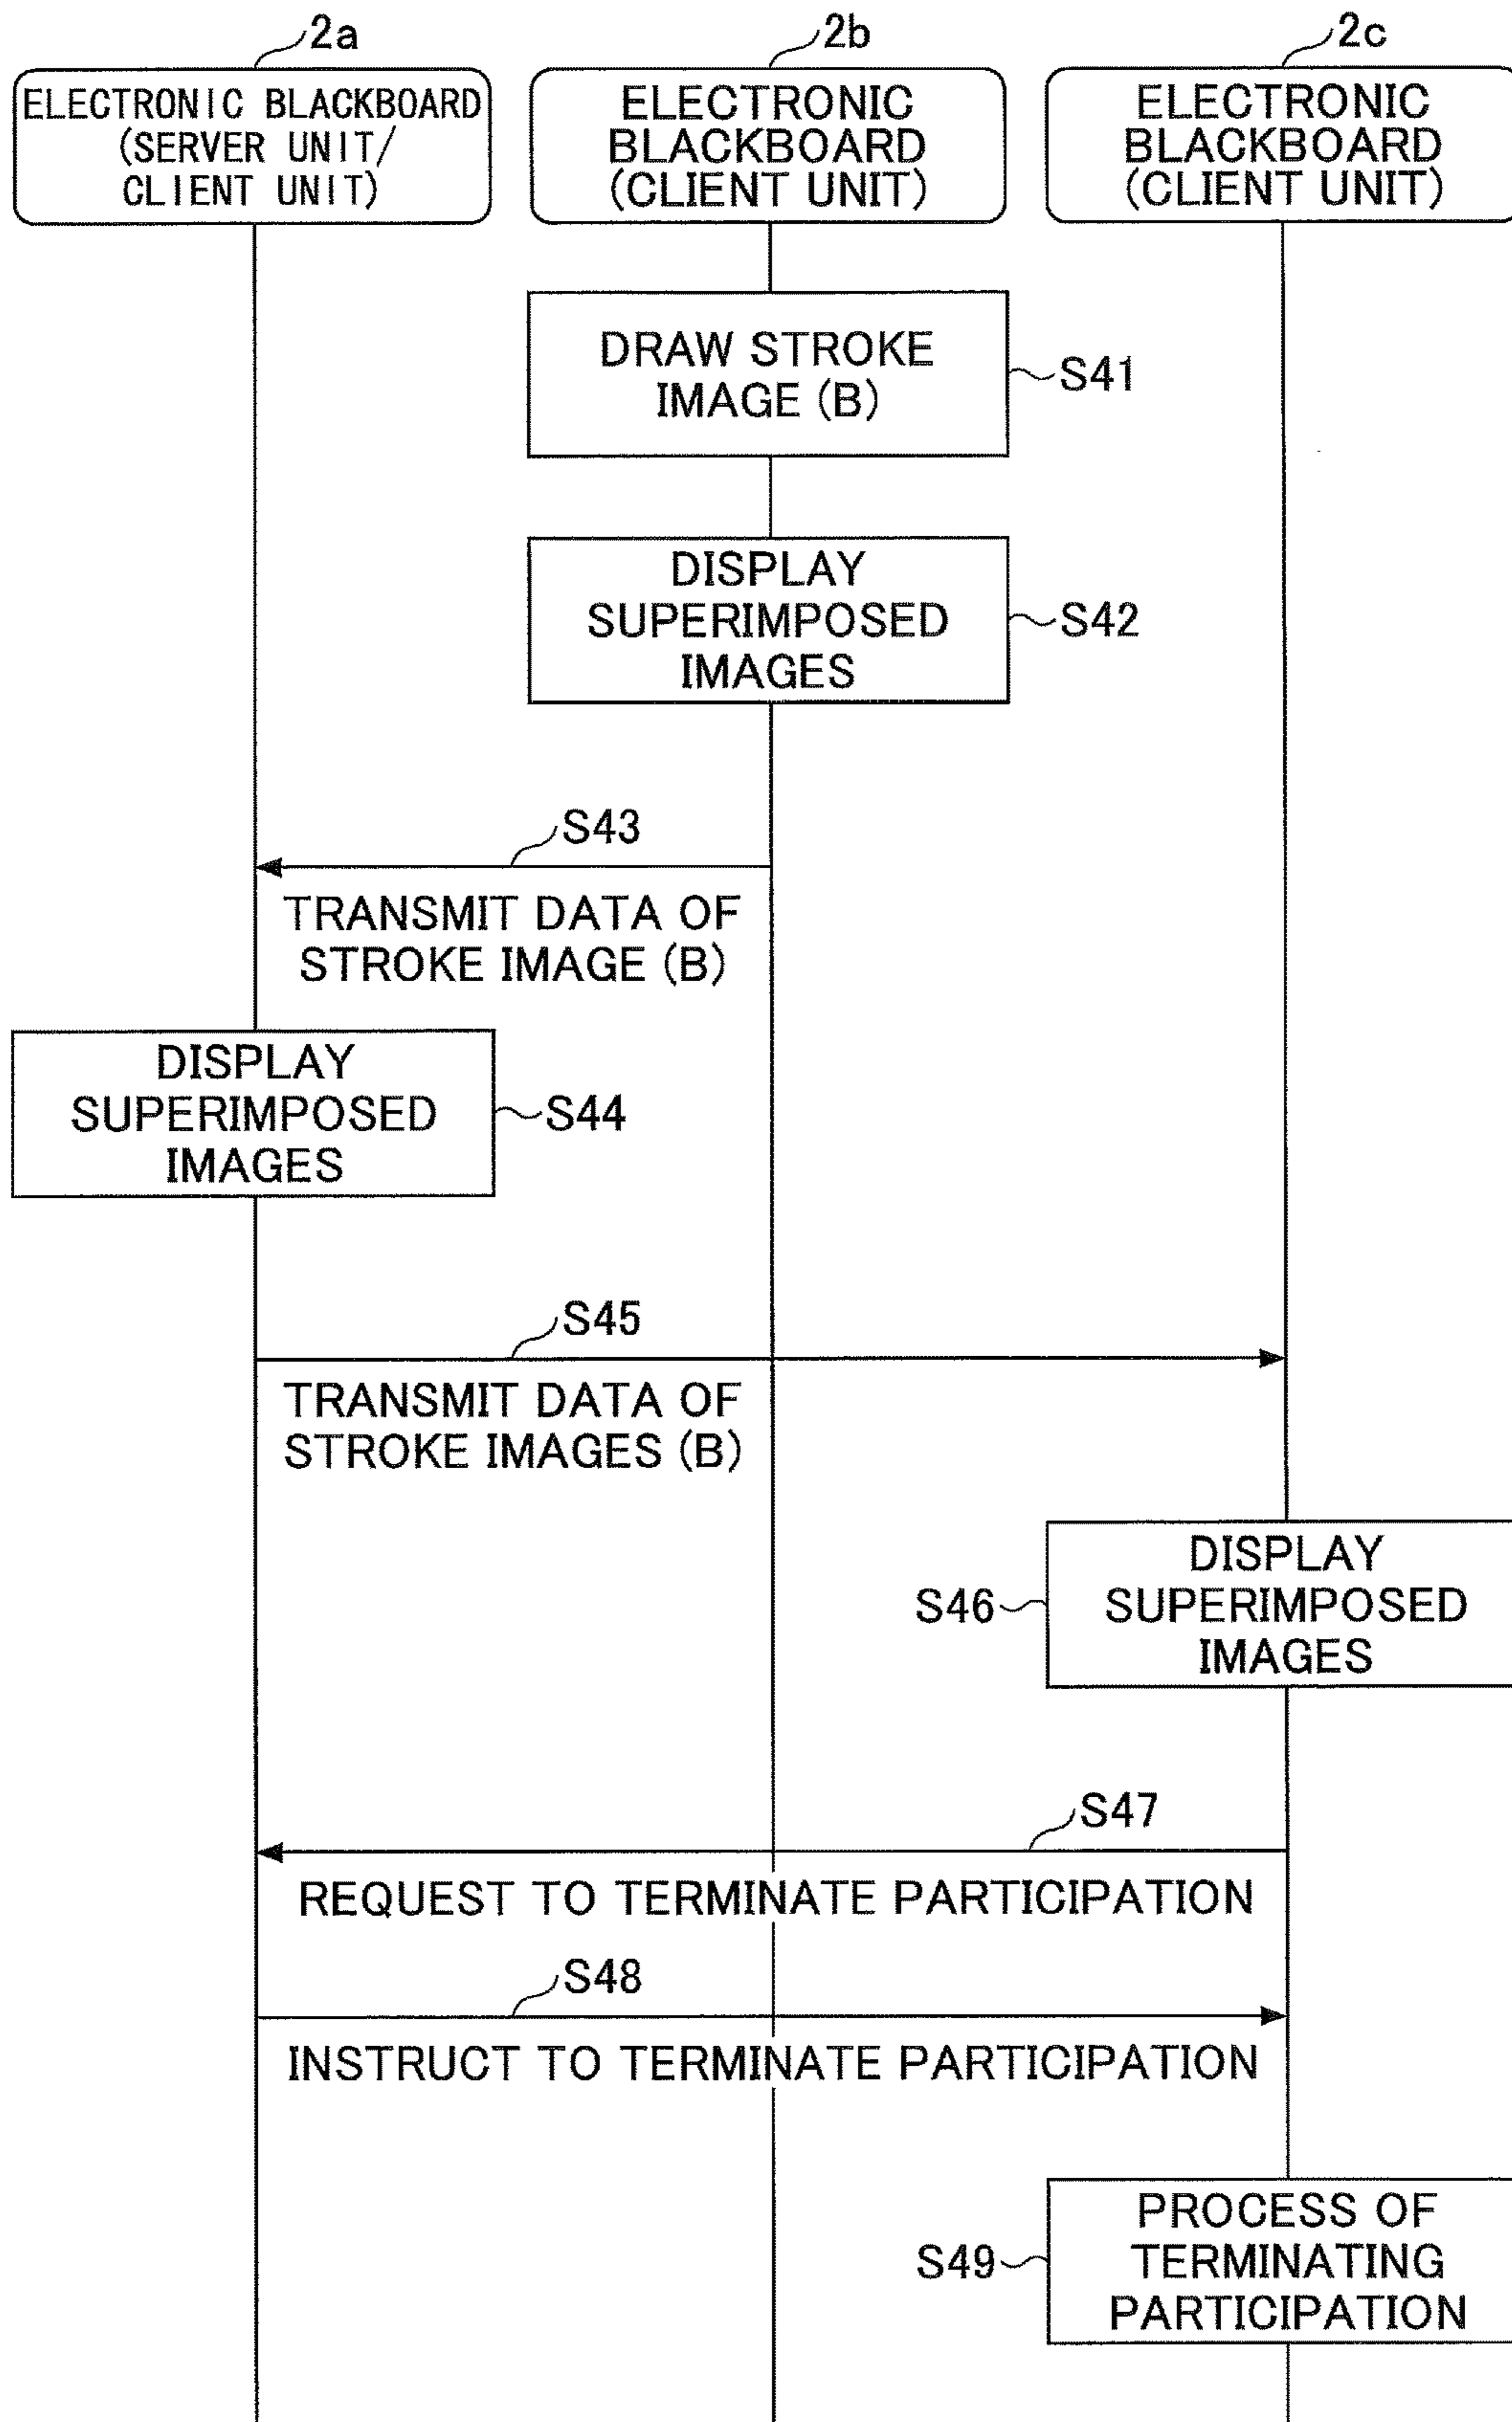 2a
2b
2c
ELECTRONIC BLACKBOARD
(SERVER UNIT/
CLIENT UNIT)
ELECTRONIC
BLACKBOARD
(CLIENT UNIT)
ELECTRONIC
BLACKBOARD
(CLIENT UNIT)
DRAW STROKE
IMAGE (B)
S41
DISPLAY
SUPERIMPOSED
IMAGES
S42
S43
TRANSMIT DATA OF
STROKE IMAGE (B)
DISPLAY
SUPERIMPOSED
IMAGES
S44
S45
TRANSMIT DATA OF
STROKE IMAGES (B)
S46
DISPLAY
SUPERIMPOSED
IMAGES
S47
REQUEST TO TERMINATE PARTICIPATION
S48
INSTRUCT TO TERMINATE PARTICIPATION
S49
PROCESS OF
TERMINATING
PARTICIPATION